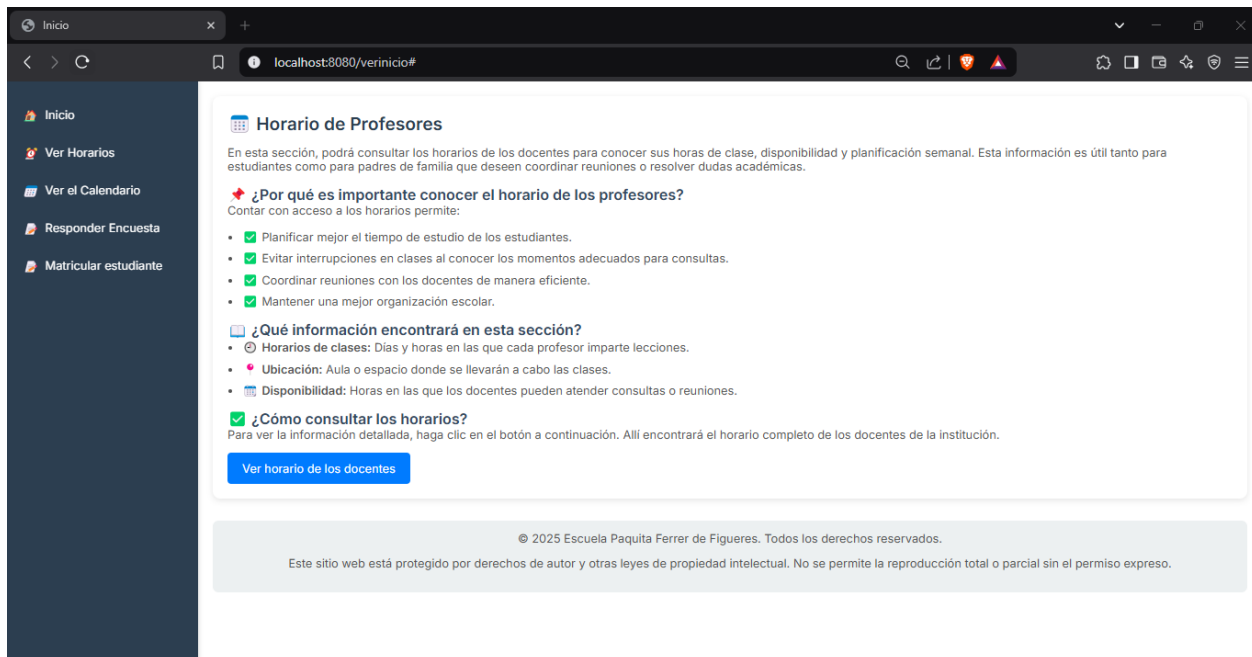 Inicio
localhost:8080/verinicio#
Inicio
Ver Horarios
Ver el Calendario
Responder Encuesta
Matricular estudiante
Horario de Profesores
En esta sección, podrá consultar los horarios de los docentes para conocer sus horas de clase, disponibilidad y planificación semanal. Esta información es útil tanto para
estudiantes como para padres de familia que deseen coordinar reuniones o resolver dudas académicas.
¿Por qué es importante conocer el horario de los profesores?
Contar con acceso a los horarios permite:
• Planificar mejor el tiempo de estudio de los estudiantes.
• Evitar interrupciones en clases al conocer los momentos adecuados para consultas.
• Coordinar reuniones con los docentes de manera eficiente.
• Mantener una mejor organización escolar.
¿Qué información encontrará en esta sección?
• Horarios de clases: Días y horas en las que cada profesor imparte lecciones.
• Ubicación: Aula o espacio donde se llevarán a cabo las clases.
• Disponibilidad: Horas en las que los docentes pueden atender consultas o reuniones.
¿Cómo consultar los horarios?
Para ver la información detallada, haga clic en el botón a continuación. Allí encontrará el horario completo de los docentes de la institución.
Ver horario de los docentes
© 2025 Escuela Paquita Ferrer de Figueres. Todos los derechos reservados.
Este sitio web está protegido por derechos de autor y otras leyes de propiedad intelectual. No se permite la reproducción total o parcial sin el permiso expreso.